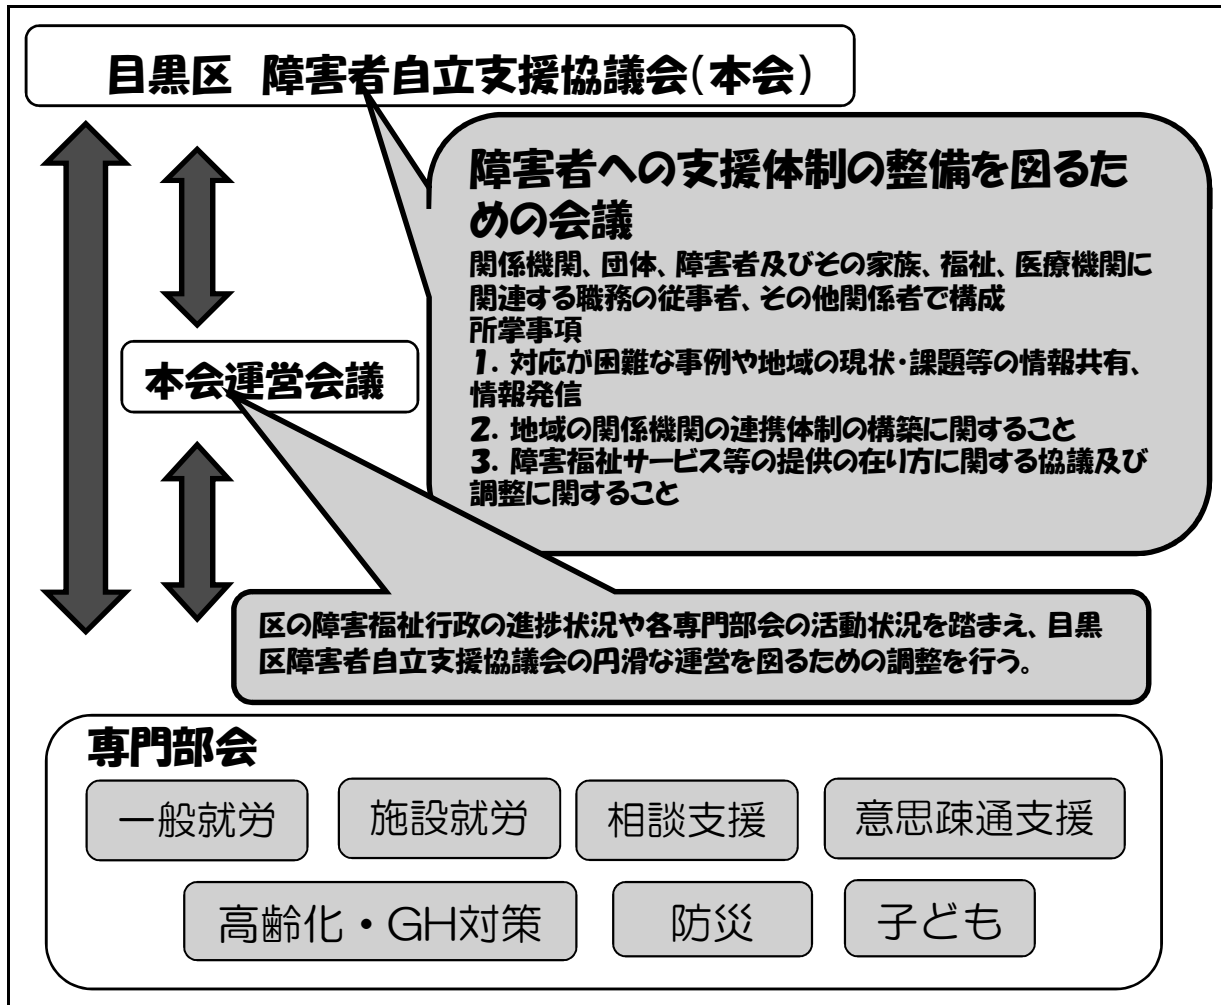 目黒区 障害者自立支援協議会(本会)
障害者への支援体制の整備を図るた
めの会議
関係機関、団体、障害者及びその家族、福祉、医療機関に
関連する職務の従事者、その他関係者で構成
所掌事項
1. 対応が困難な事例や地域の現状・課題等の情報共有、
情報発信
2. 地域の関係機関の連携体制の構築に関すること
3. 障害福祉サービス等の提供の在り方に関する協議及び
調整に関すること
本会運営会議
区の障害福祉行政の進捗状況や各専門部会の活動状況を踏まえ、目黒
区障害者自立支援協議会の円滑な運営を図るための調整を行う。
専門部会
一般就労
施設就労
相談支援
意思疎通支援
高齢化・GH対策
防災
子ども